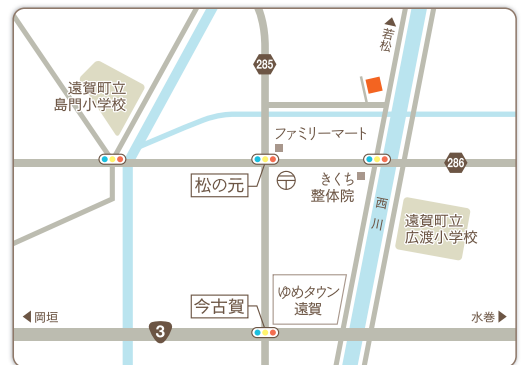 若松
285
遠賀町立
島門小学校
ファミリーマート
286
松の元
きくち
整体院
西川
遠賀町立
広渡小学校
ゆめタウン
遠賀
今古賀
岡垣
3
水巻